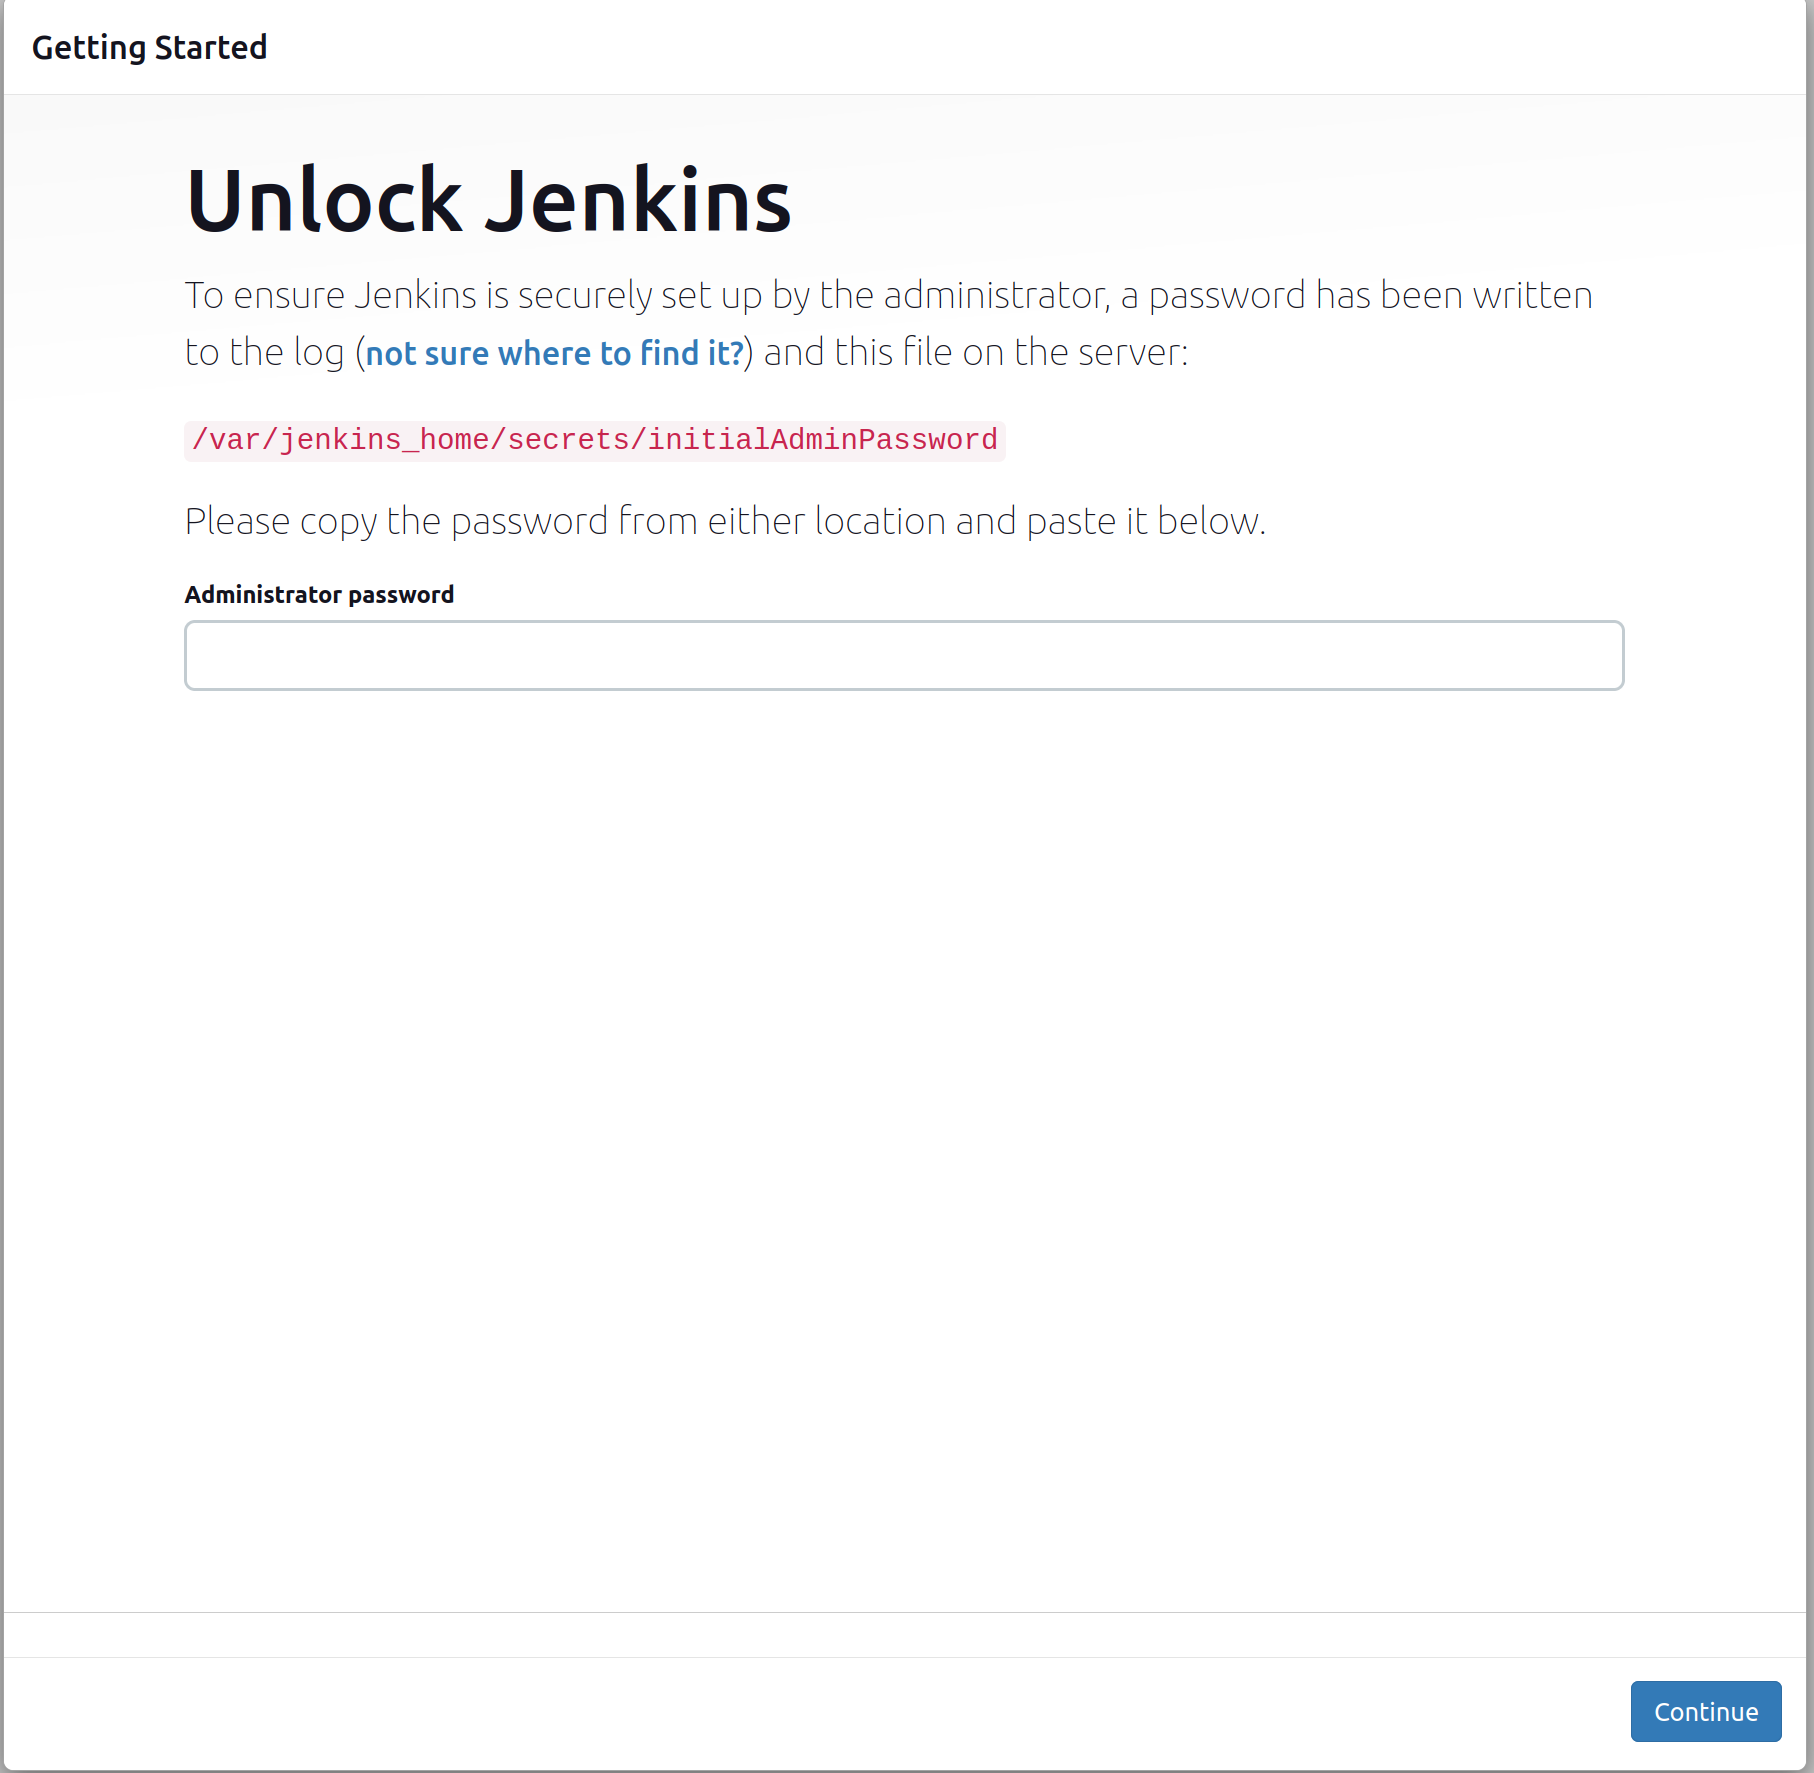 Getting Started
Unlock Jenkins
To ensure Jenkins is securely set up by the administrator, a password has been written
to the log (not sure where to find it?) and this file on the server:
/var/jenkins_home/secrets/initialAdminPassword
Please copy the password from either location and paste it below.
Administrator password
Continue